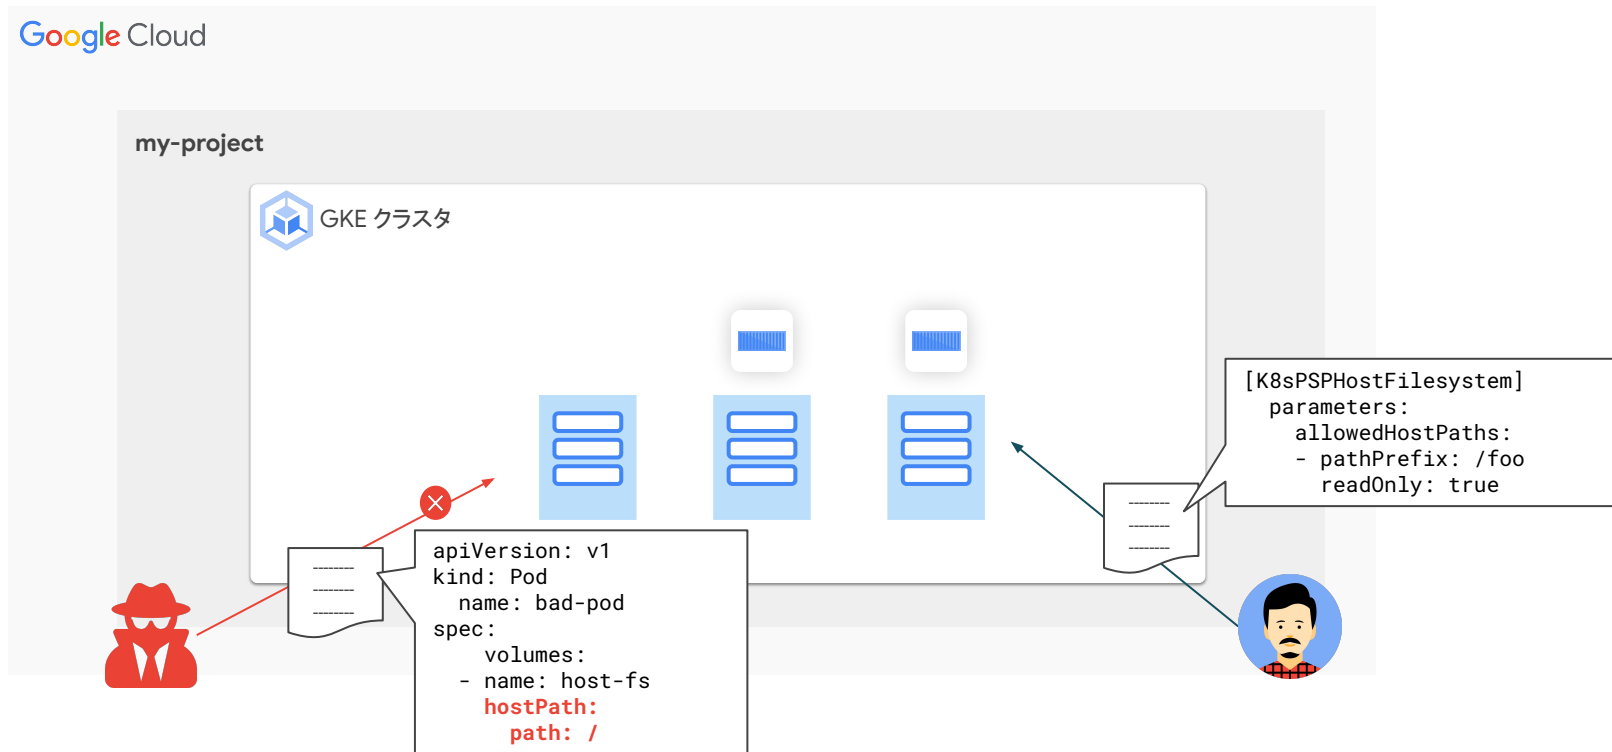 Google Cloud
my-project
GKE クラスタ
[K8sPSPHostFilesystem]
parameters:
allowedHostPaths:
- pathPrefix: /foo
readOnly: true
apiVersion: v1
kind: Pod
name: bad-pod
spec:
volumes:
- name: host-fs
hostPath:
path: /